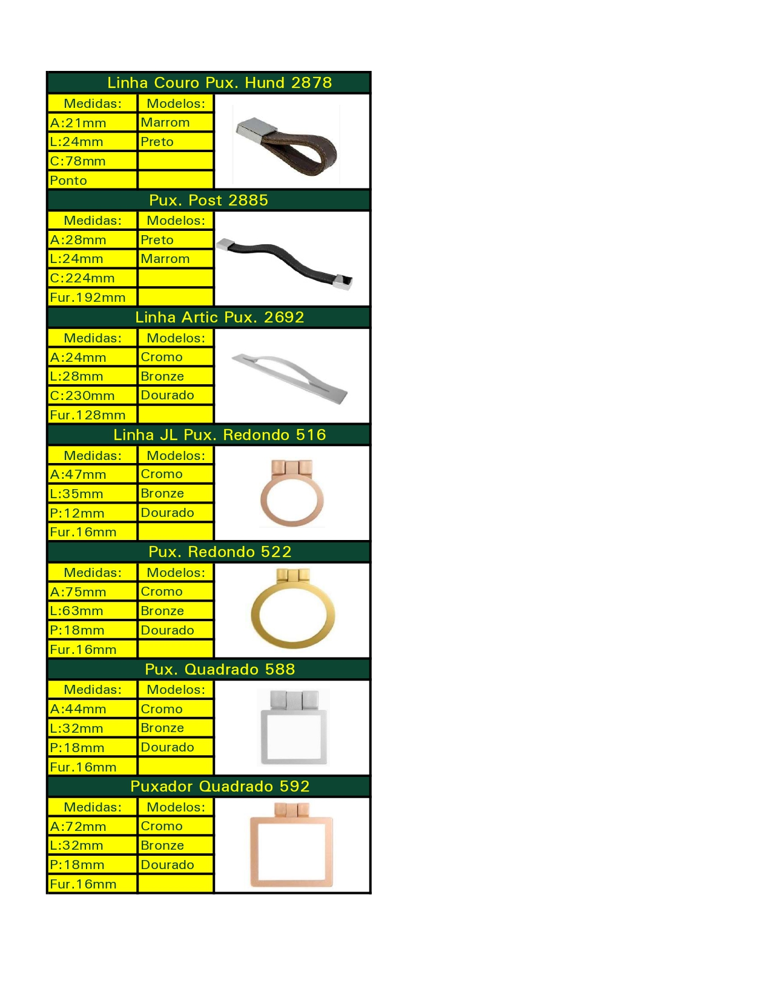 Linha Couro Pux. Hund 2878
Medidas: Modelos:
A:21mm Marrom
L:24mm Preto
C:78mm
Ponto
Pux. Post 2885
Medidas: Modelos:
A:28mm Preto
L:24mm Marrom
C:224mm
Fur.192mm
Linha Artic Pux. 2692
Medidas: Modelos:
A:24mm Cromo
L:28mm Bronze
C:230mm Dourado
Fur.128mm
Linha JL Pux. Redondo 516
Medidas: Modelos:
A:47mm Cromo
L:35mm Bronze
P:12mm Dourado
Fur.16mm
Pux. Redondo 522
Medidas: Modelos:
A:75mm Cromo
L:63mm Bronze
P:18mm Dourado
Fur.16mm
Pux. Quadrado 588
Medidas: Modelos:
A:44mm Cromo
L:32mm Bronze
P:18mm Dourado
Fur.16mm
Puxador Quadrado 592
Medidas: Modelos:
A:72mm Cromo
L:32mm Bronze
P:18mm Dourado
Fur.16mm